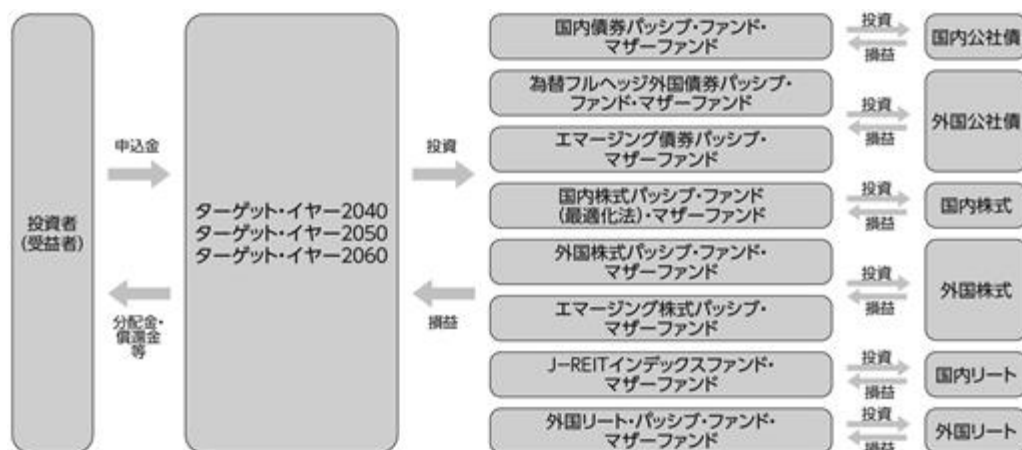 投資者
(受益者)
申込金
分配金・
償還金
等
ターゲット・イヤー2040
ターゲット・イヤー2050
ターゲット・イヤー2060
投資
損益
国内債券パッシブ・ファンド・
マザーファンド
投資
損益
国内公社債
為替フルヘッジ外国債券パッシブ・
ファンド・マザーファンド
エマージング債券パッシブ・
マザーファンド
投資
損益
外国公社債
国内株式パッシブ・ファンド
(最適化法)・マザーファンド
投資
損益
国内株式
外国株式パッシブ・ファンド・
マザーファンド
エマージング株式パッシブ・
マザーファンド
投資
損益
外国株式
J-REITインデックスファンド・
マザーファンド
投資
損益
国内リート
外国リート・パッシブ・ファンド・
マザーファンド
投資
損益
外国リート